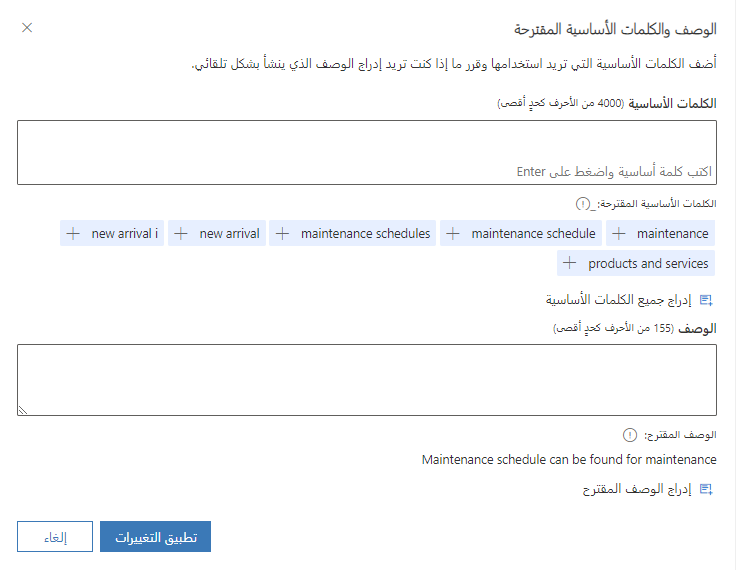 الوصف والكلمات الأساسية المقترحة
أضف الكلمات الأساسية التي تريد استخدامها وقرر ما إذا كنت تريد إدراج الوصف الذي ينشأ بشكل تلقائي.
الكلمات الأساسية (4000 من الأحرف كحدٍ أقصى)
اكتب كلمة أساسية واضغط على Enter
الكلمات الأساسية المقترحة:
maintenance maintenance schedule maintenance schedules new arrival new arrival i
products and services
إدراج جميع الكلمات الأساسية
الوصف (155 من الأحرف كحدٍ أقصى)
الوصف المقترح:
Maintenance schedule can be found for maintenance
إدراج الوصف المقترح
تطبيق التغييرات إلغاء